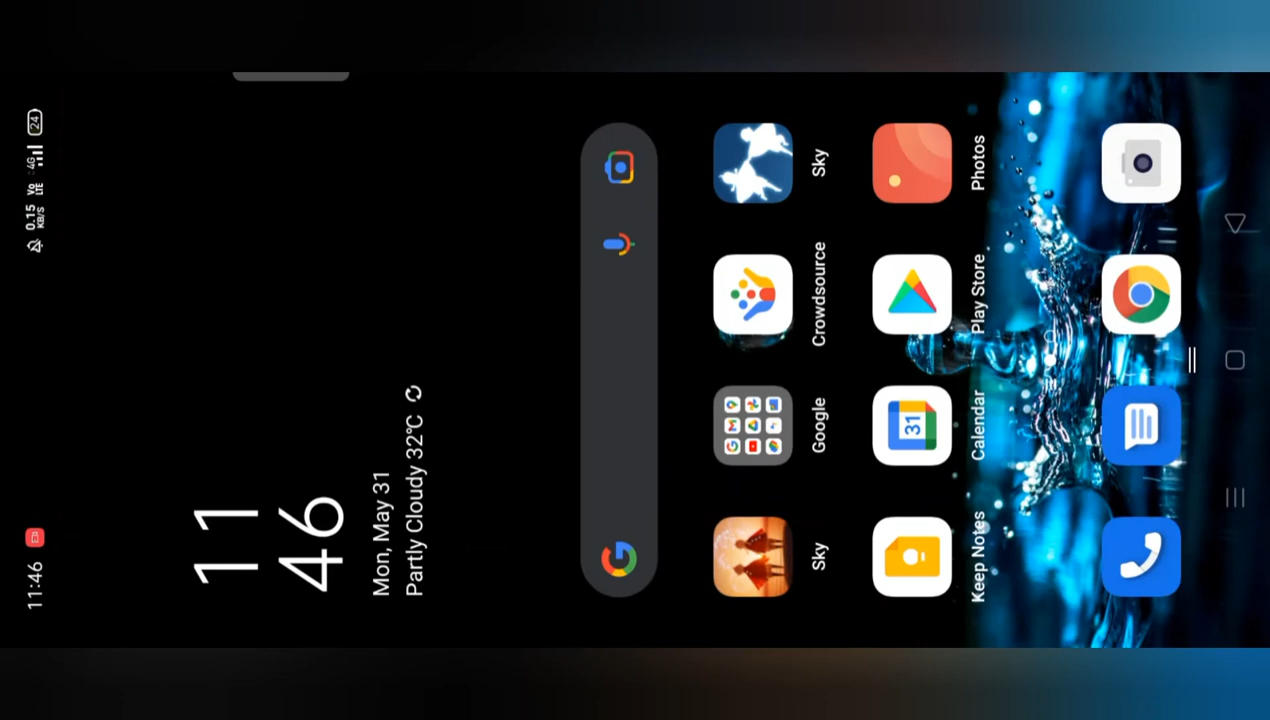 11:46
0.15
KB/S
Vo
LTE
4G
24
11
46
Mon, May 31
Partly Cloudy 32°C
Sky
Google
Crowdsource
Sky
31
Keep Notes
Calendar
Play Store
Photos